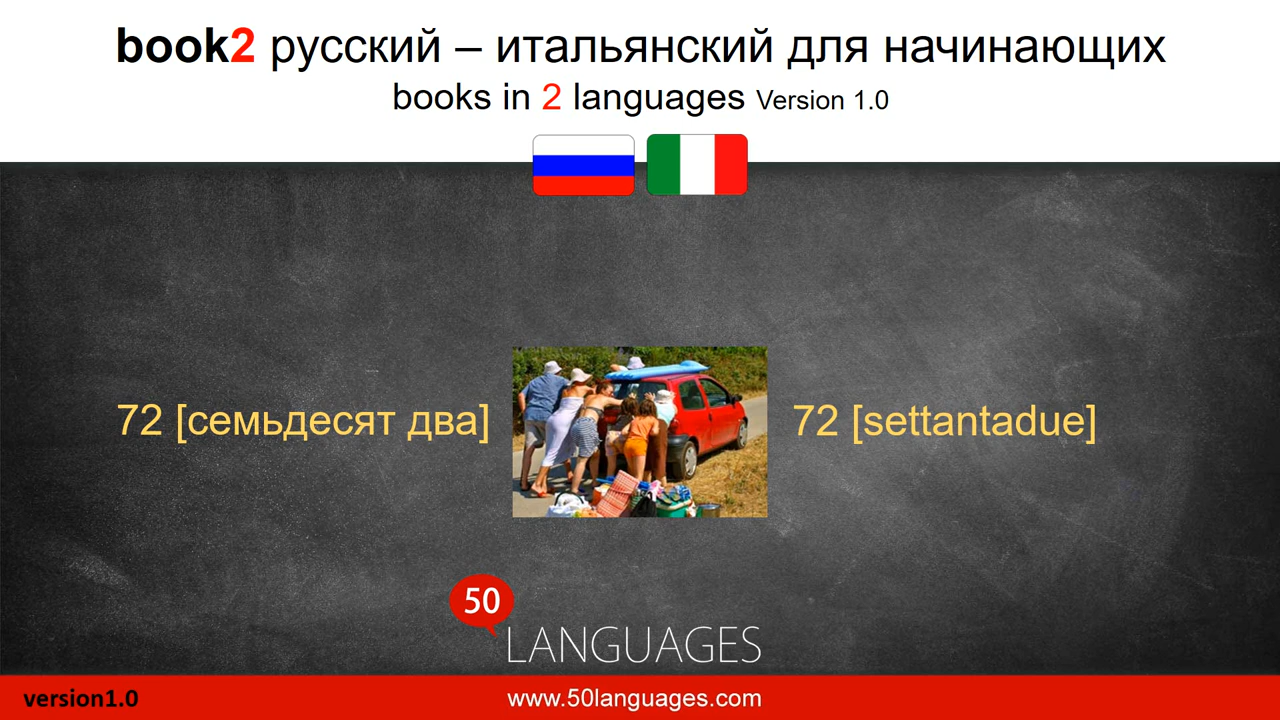 book2 русский – итальянский для начинающих
books in 2 languages Version 1.0
72 [семьдесят два]
72 [settantadue]
50
LANGUAGES
version1.0
www.50languages.com